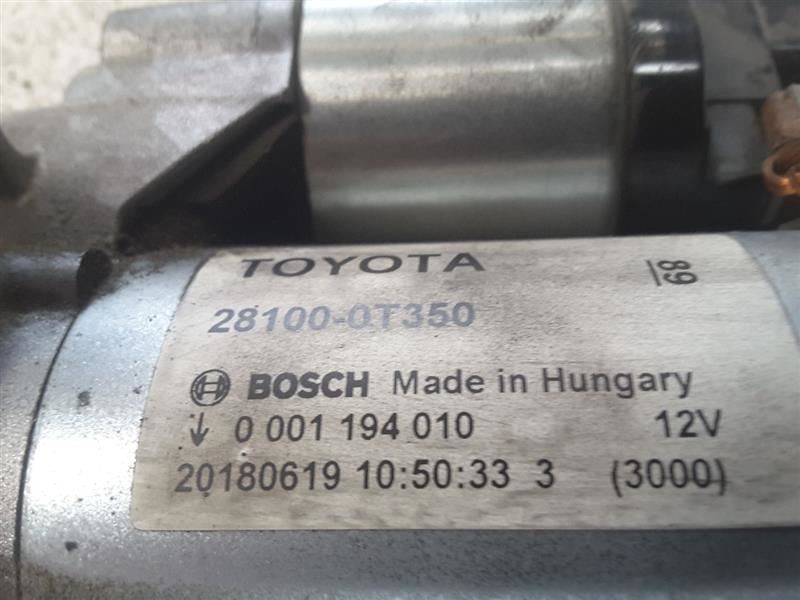 TOYOTA
89
28100-0T350
BOSCH Made in Hungary
0 001 194 010 12V
20180619 10:50:33 3 (3000)